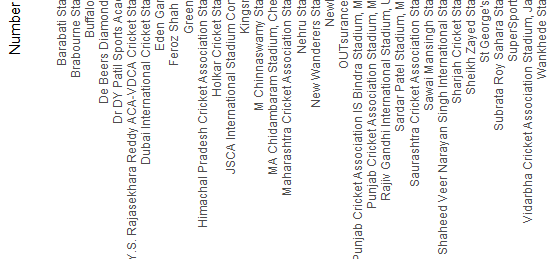 Number
Barabati Sta
Brabourne Sta
Buffalo
De Beers Diamond
Dr DY Patil Sports Acad
Y.S. Rajasekhara Reddy ACA-VDCA Cricket Sta
Dubai International Cricket Sta
Eden Gar
Feroz Shah
Green
Himachal Pradesh Cricket Association Sta
Holkar Cricket Sta
JSCA International Stadium Com
Kingsm
M Chinnaswamy Sta
MA Chidambaram Stadium, Che
Maharashtra Cricket Association Sta
Nehru Sta
New Wanderers Sta
Newl
OUTsurance
Punjab Cricket Association IS Bindra Stadium, M
Punjab Cricket Association Stadium, M
Rajiv Gandhi International Stadium, U
Sardar Patel Stadium, M
Saurashtra Cricket Association Sta
Sawai Mansingh Sta
Shaheed Veer Narayan Singh International Sta
Sharjah Cricket Sta
Sheikh Zayed Sta
St George's
Subrata Roy Sahara Sta
SuperSport
Vidarbha Cricket Association Stadium, Ja
Wankhede Sta